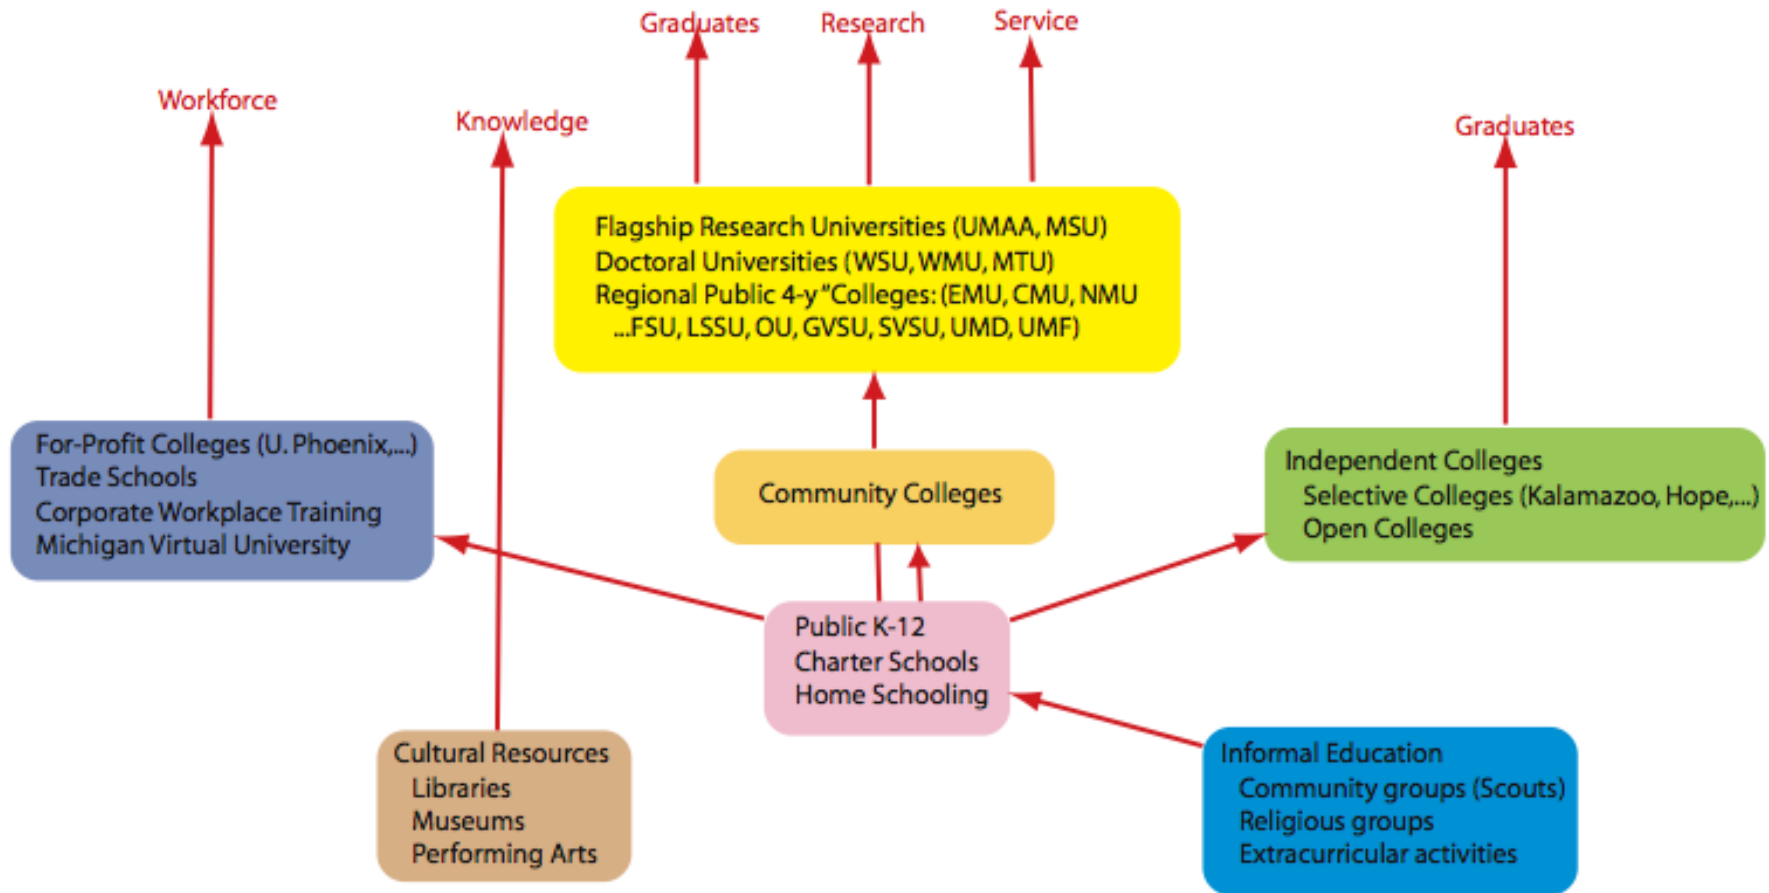 Graduates
Research
Service
Workforce
Knowledge
Graduates
Flagship Research Universities (UMAA, MSU)
Doctoral Universities (WSU, WMU, MTU)
Regional Public 4-y "Colleges: (EMU, CMU, NMU
...FSU, LSSU, OU, GVSU, SVSU, UMD, UMF)
For-Profit Colleges (U. Phoenix,...)
Trade Schools
Corporate Workplace Training
Michigan Virtual University
Community Colleges
Independent Colleges
Selective Colleges (Kalamazoo, Hope,...)
Open Colleges
Public K-12
Charter Schools
Home Schooling
Cultural Resources
Libraries
Museums
Performing Arts
Informal Education
Community groups (Scouts)
Religious groups
Extracurricular activities